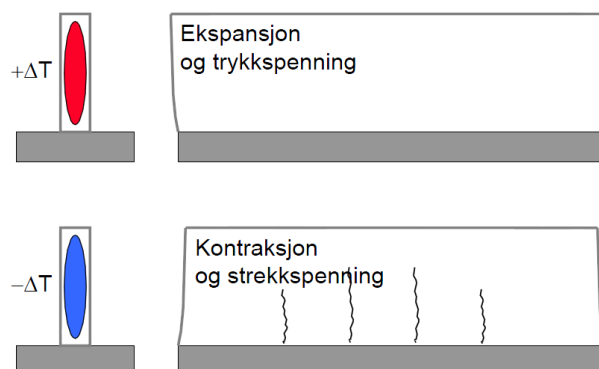 Ekspansjon
og trykkspenning
+ΔT
Kontraksjon
og strekkspenning
−ΔT